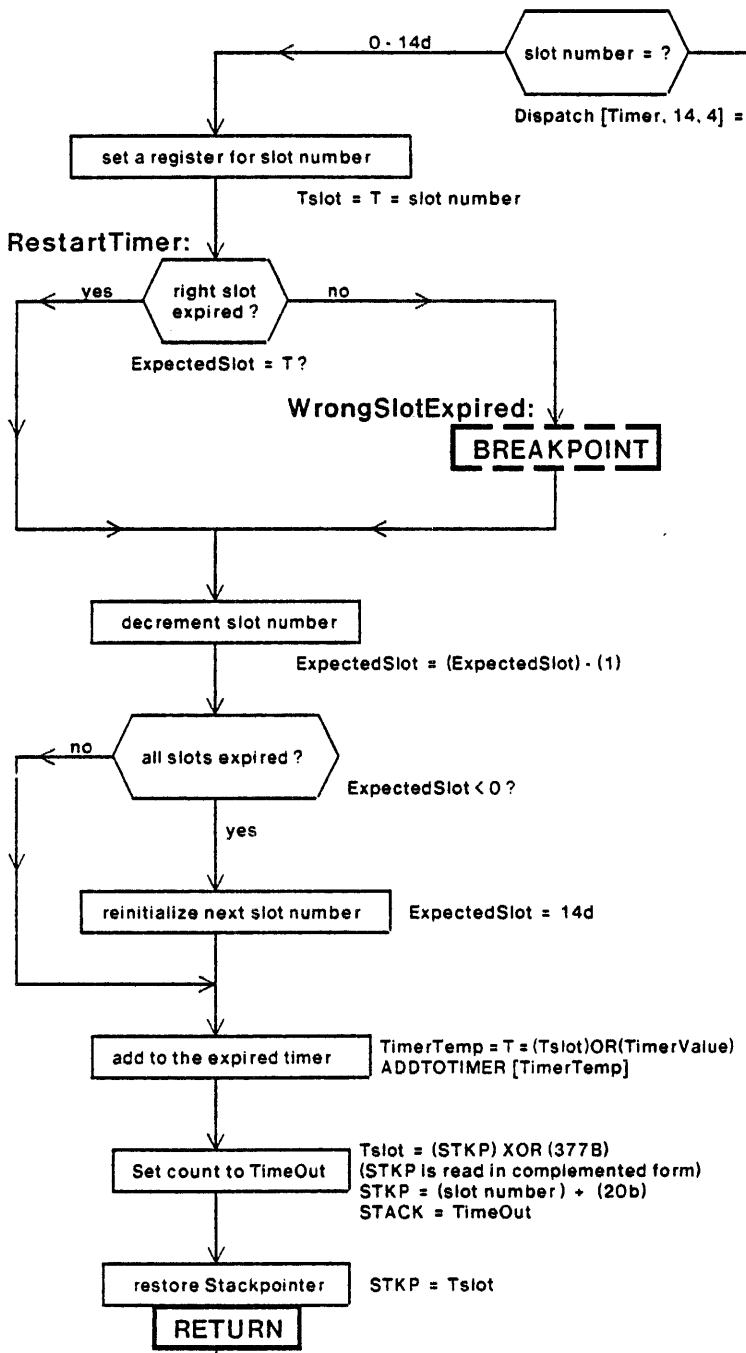 0 - 14d
slot number = ?
Dispatch [Timer, 14, 4] =
set a register for slot number
Tslot = T = slot number
RestartTimer:
yes
right slot
expired ?
no
ExpectedSlot = T ?
WrongSlotExpired:
BREAKPOINT
decrement slot number
ExpectedSlot = (ExpectedSlot) - (1)
no
all slots expired ?
ExpectedSlot < 0 ?
yes
reinitialize next slot number
ExpectedSlot = 14d
add to the expired timer
TimerTemp = T = (Tslot)OR(TimerValue)
ADDTOTIMER [TimerTemp]
Set count to TimeOut
Tslot = (STKP) XOR (377B)
(STKP is read in complemented form)
STKP = (slot number) + (20b)
STACK = TimeOut
restore Stackpointer
STKP = Tslot
RETURN